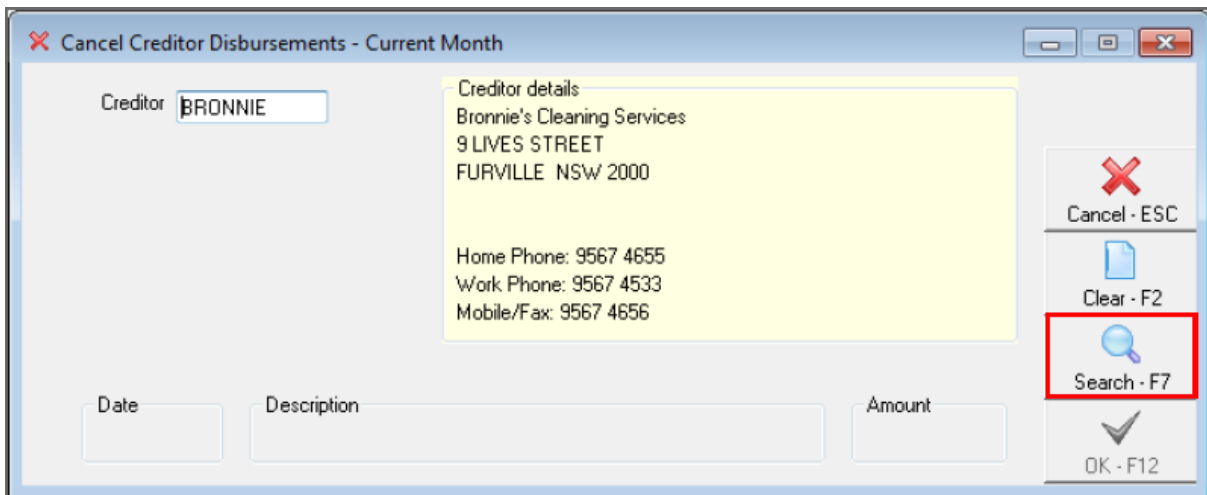 Cancel Creditor Disbursements - Current Month
Creditor BRONNIE
Creditor details
Bronnie's Cleaning Services
9 LIVES STREET
FURVILLE NSW 2000
Home Phone: 9567 4655
Work Phone: 9567 4533
Mobile/Fax: 9567 4656
Cancel - ESC
Clear - F2
Search - F7
Date Description Amount
OK - F12